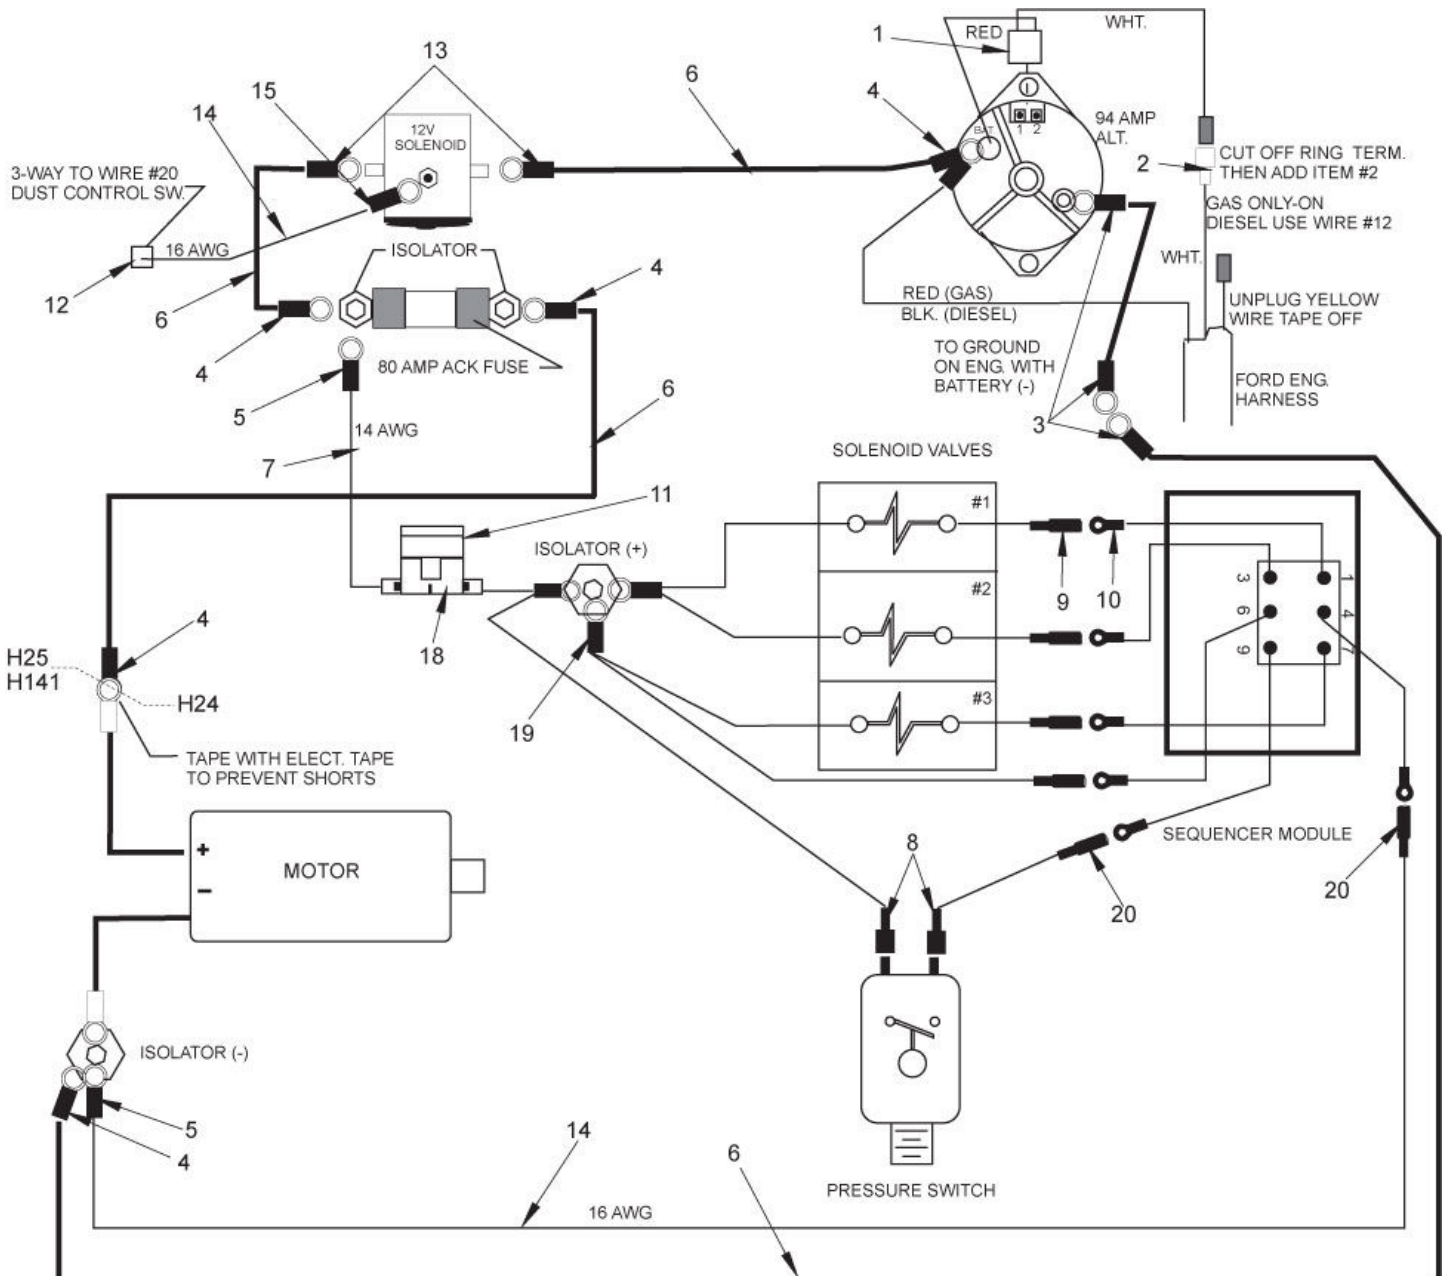 1
RED
WHT.
13
15
14
6
4
12V
SOLENOID
BAT
1 2
94 AMP
ALT.
2
CUT OFF RING TERM.
THEN ADD ITEM #2
3-WAY TO WIRE #20
DUST CONTROL SW.
16 AWG
12
6
ISOLATOR
4
GAS ONLY-ON
DIESEL USE WIRE #12
WHT.
RED (GAS)
BLK. (DIESEL)
UNPLUG YELLOW
WIRE TAPE OFF
4
5
80 AMP ACK FUSE
6
TO GROUND
ON ENG. WITH
BATTERY (-)
3
FORD ENG.
HARNESS
14 AWG
7
11
ISOLATOR (+)
18
19
SOLENOID VALVES
#1
#2
#3
9
10
3
1
6
4
9
7
4
H25
H141
H24
TAPE WITH ELECT. TAPE
TO PREVENT SHORTS
+
MOTOR
–
8
20
SEQUENCER MODULE
20
ISOLATOR (-)
5
4
14
6
PRESSURE SWITCH
16 AWG